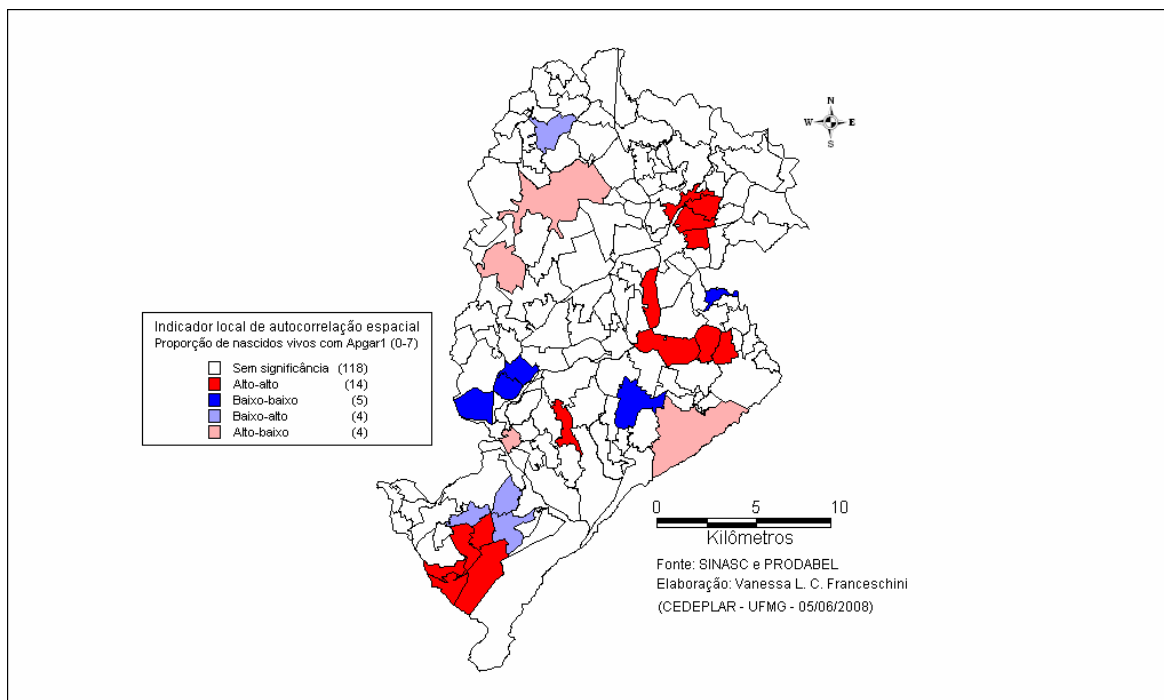 N
W E
S
Indicador local de autocorrelação espacial
Proporção de nascidos vivos com Apgar1 (0-7)
Sem significância (118)
Alto-alto (14)
Baixo-baixo (5)
Baixo-alto (4)
Alto-baixo (4)
0 5 10
Kilômetros
Fonte: SINASC e PRODABEL
Elaboração: Vanessa L. C. Franceschini
(CEDEPLAR - UFMG - 05/06/2008)